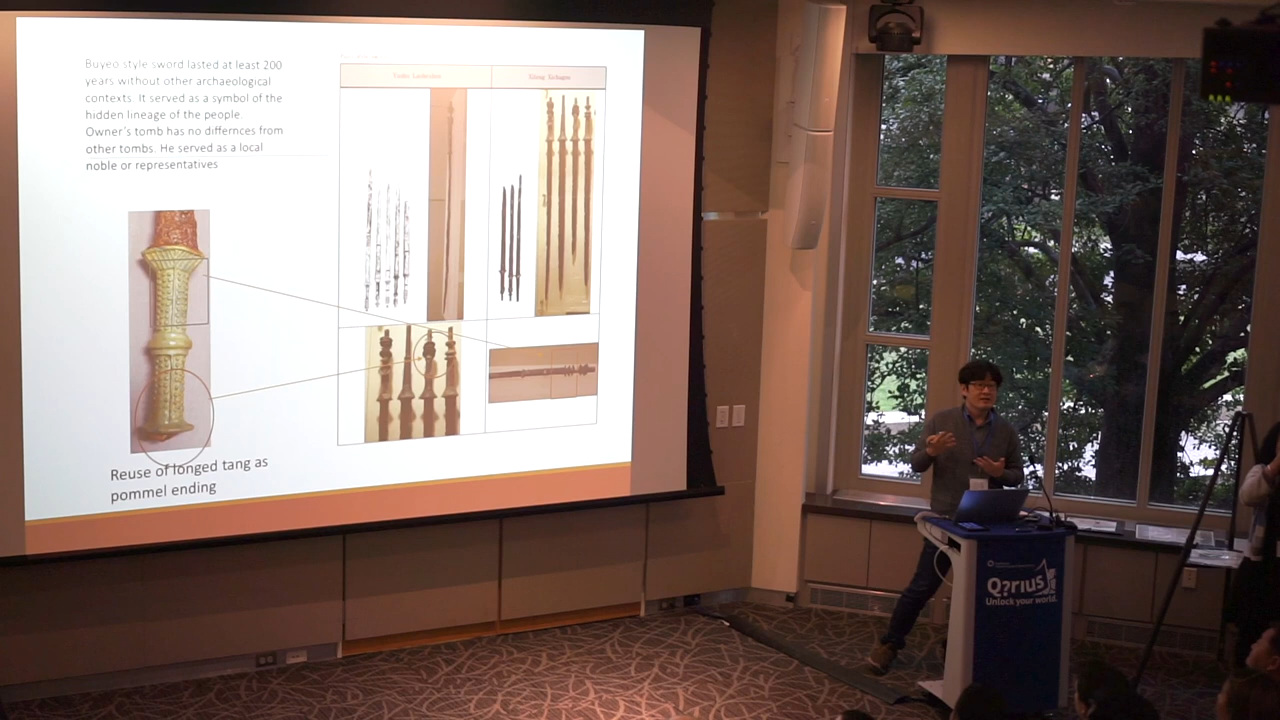 Buyeo style sword lasted at least 200
years without other archaeological
contexts. It served as a symbol of the
hidden lineage of the people.
Owner's tomb has no differnces from
other tombs. He served as a local
noble or representatives
Reuse of longed tang as
pommel ending
Q?rius
Unlock your world.